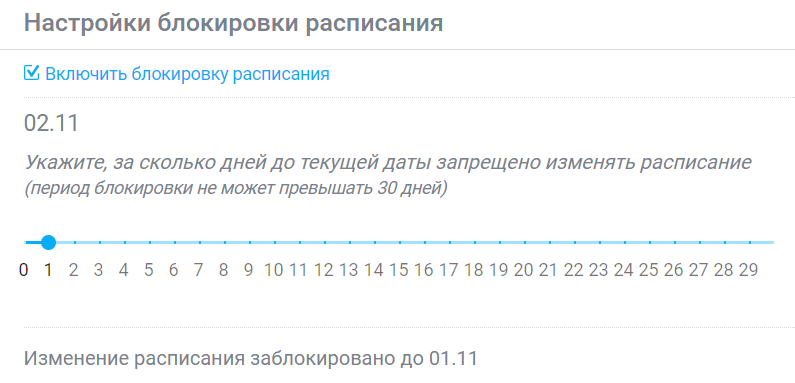 Настройки блокировки расписания
Включить блокировку расписания
02.11
Укажите, за сколько дней до текущей даты запрещено изменять расписание
(период блокировки не может превышать 30 дней)
0 1 2 3 4 5 6 7 8 9 10 11 12 13 14 15 16 17 18 19 20 21 22 23 24 25 26 27 28 29
Изменение расписания заблокировано до 01.11